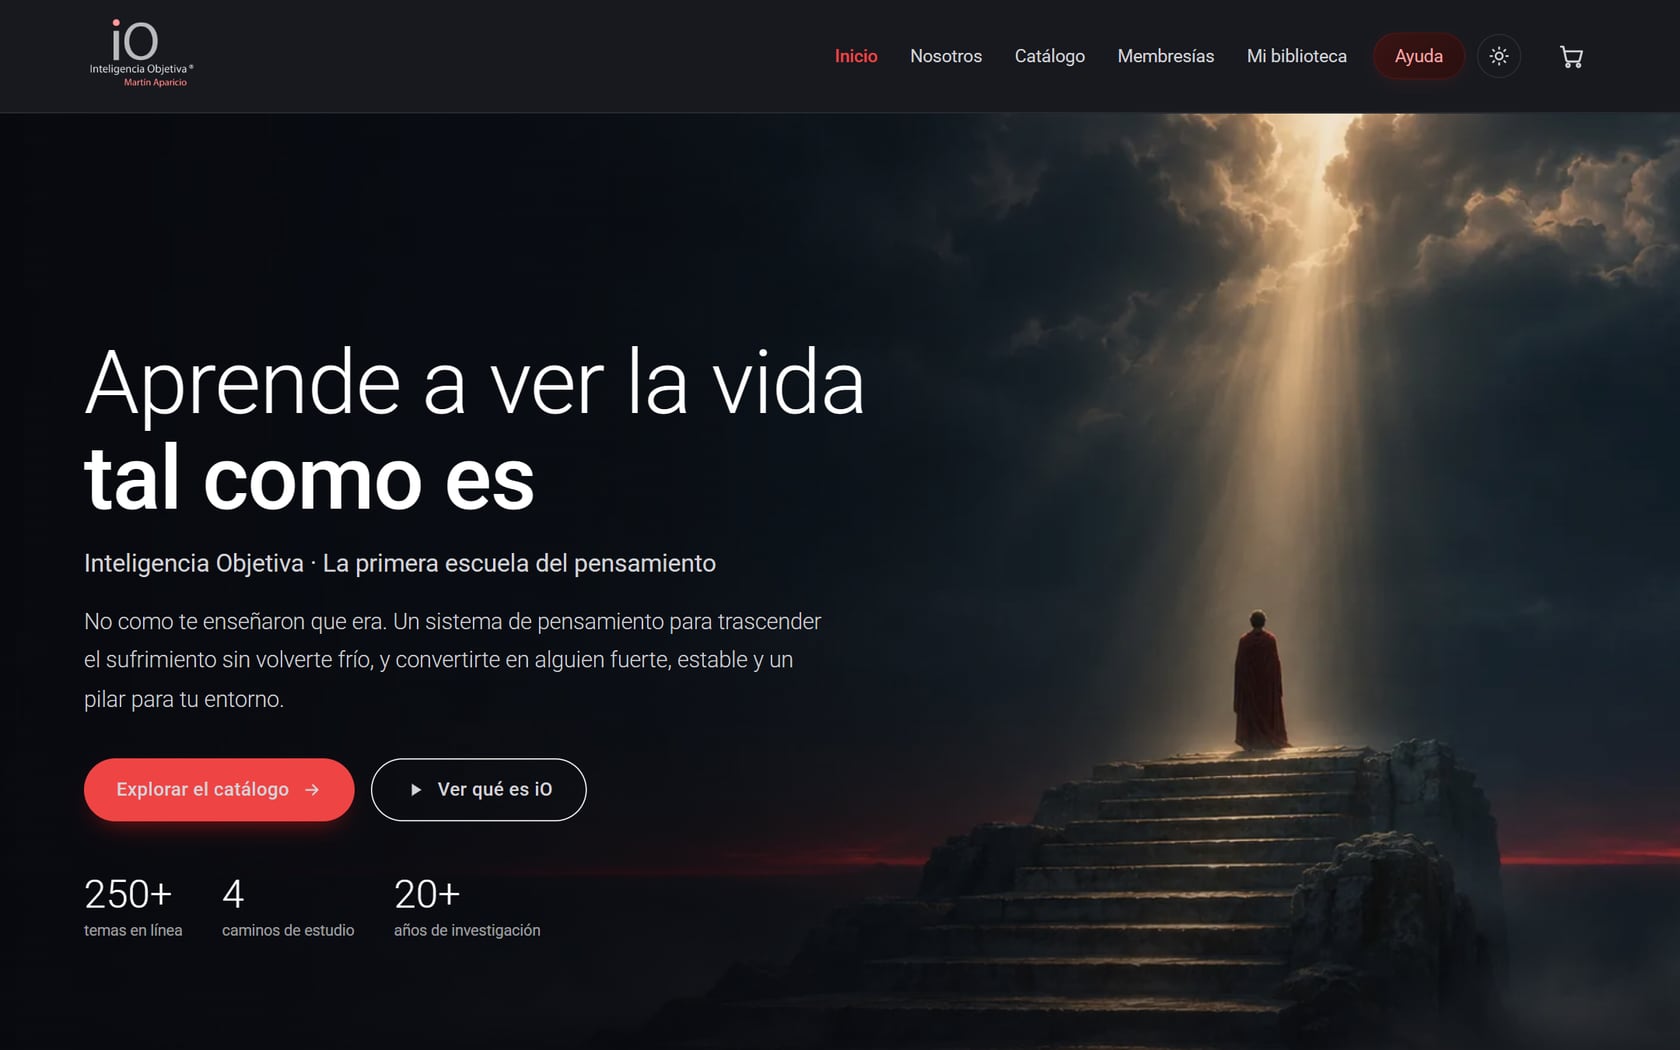 iO
Inteligencia Objetiva ®
Martín Aparicio
Inicio
Nosotros
Catálogo
Membresías
Mi biblioteca
Ayuda
Aprende a ver la vida
tal como es
Inteligencia Objetiva · La primera escuela del pensamiento
No como te enseñaron que era. Un sistema de pensamiento para trascender
el sufrimiento sin volverte frío, y convertirte en alguien fuerte, estable y un
pilar para tu entorno.
Explorar el catálogo →
Ver qué es iO
250+
temas en línea
4
caminos de estudio
20+
años de investigación